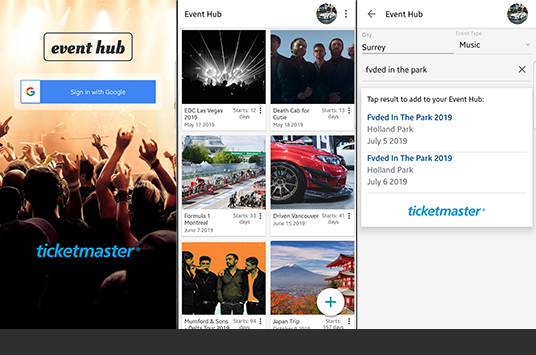 event hub
Sign in with Google
ticketmaster®
Event Hub
EDC Las Vegas
2019
May 17 2019
Starts: 12
days
Death Cab for
Cutie
May 18 2019
Starts: 13
days
Formula 1
Montreal
June 7 2019
Starts: 33
days
Driven Vancouver
June 15 2019
Starts: 41
days
Mumford & Sons
- Delta Tour 2019
Starts: 94
days
Japan Trip
October 9 2019
Starts:
157 days
Event Hub
City
Surrey
Event Type
Music
fvded in the park
Tap result to add to your Event Hub:
Fvded In The Park 2019
Holland Park
July 5 2019
Fvded In The Park 2019
Holland Park
July 6 2019
ticketmaster®